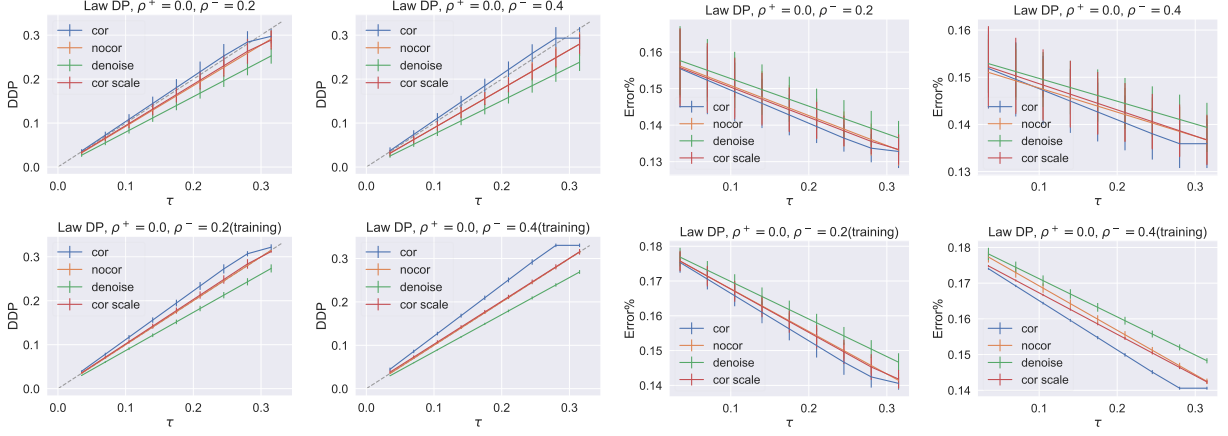 Law DP, ρ⁺ = 0.0, ρ⁻ = 0.2
DDP
0.3
0.2
0.1
0.0
cor
nocor
denoise
cor scale
0.0 0.1 0.2 0.3
τ
Law DP, ρ⁺ = 0.0, ρ⁻ = 0.4
DDP
0.3
0.2
0.1
0.0
cor
nocor
denoise
cor scale
0.0 0.1 0.2 0.3
τ
Law DP, ρ⁺ = 0.0, ρ⁻ = 0.2
Error%
0.16
0.15
0.14
0.13
cor
nocor
denoise
cor scale
0.1 0.2 0.3
τ
Law DP, ρ⁺ = 0.0, ρ⁻ = 0.4
Error%
0.16
0.15
0.14
0.13
cor
nocor
denoise
cor scale
0.1 0.2 0.3
τ
Law DP, ρ⁺ = 0.0, ρ⁻ = 0.2(training)
DDP
0.3
0.2
0.1
0.0
cor
nocor
denoise
cor scale
0.0 0.1 0.2 0.3
τ
Law DP, ρ⁺ = 0.0, ρ⁻ = 0.4(training)
DDP
0.3
0.2
0.1
0.0
cor
nocor
denoise
cor scale
0.0 0.1 0.2 0.3
τ
Law DP, ρ⁺ = 0.0, ρ⁻ = 0.2(training)
Error%
0.18
0.17
0.16
0.15
0.14
cor
nocor
denoise
cor scale
0.1 0.2 0.3
τ
Law DP, ρ⁺ = 0.0, ρ⁻ = 0.4(training)
Error%
0.18
0.17
0.16
0.15
0.14
cor
nocor
denoise
cor scale
0.1 0.2 0.3
τ